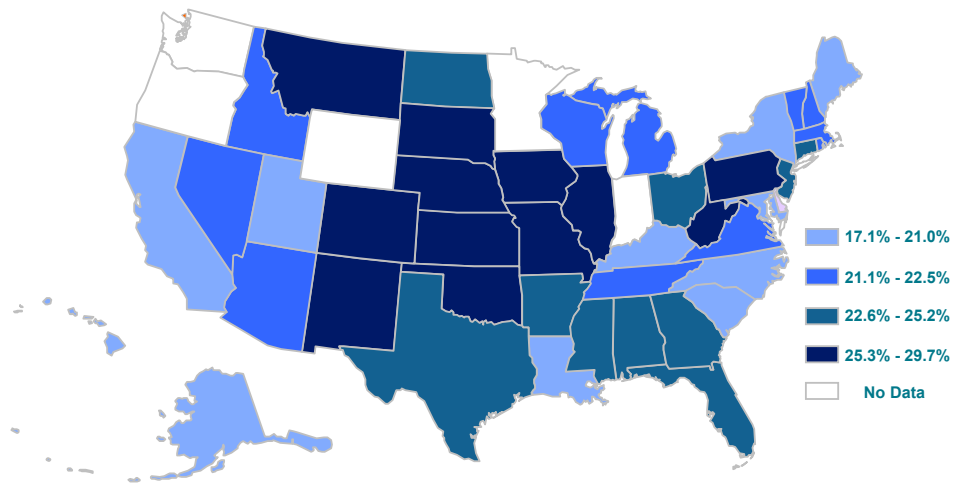 17.1% - 21.0%
21.1% - 22.5%
22.6% - 25.2%
25.3% - 29.7%
No Data